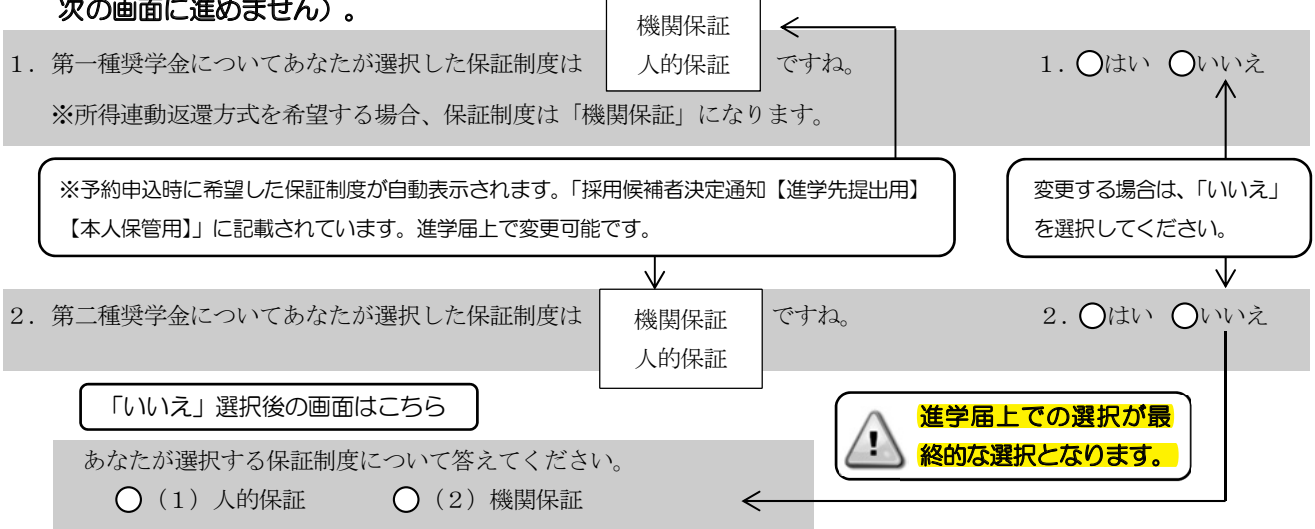 次の画面に進めません）。
機関保証
1．第一種奨学金についてあなたが選択した保証制度は 人的保証 ですね。 1．○はい ○いいえ
※所得連動返還方式を希望する場合、保証制度は「機関保証」になります。
※予約申込時に希望した保証制度が自動表示されます。「採用候補者決定通知【進学先提出用】
【本人保管用】」に記載されています。進学届上で変更可能です。
変更する場合は、「いいえ」
を選択してください。
2．第二種奨学金についてあなたが選択した保証制度は 機関保証 ですね。 2．○はい ○いいえ
人的保証
「いいえ」選択後の画面はこちら
進学届上での選択が最
終的な選択となります。
あなたが選択する保証制度について答えてください。
○（1）人的保証 ○（2）機関保証